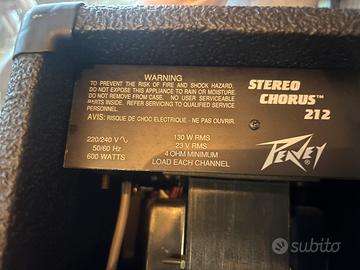 WARNING
TO PREVENT THE RISK OF FIRE AND SHOCK HAZARD.
DO NOT EXPOSE THIS APPLIANCE TO RAIN OR MOISTURE
DO NOT REMOVE FROM CASE. NO USER SERVICEABLE
PARTS INSIDE. REFER SERVICING TO QUALIFIED SERVICE
PERSONNEL.
AVIS: RISQUE DE CHOC ELECTRIQUE - NE PAS OUVRIR.
220/240 V
50/60 Hz
600 WATTS
130 W RMS
23 V RMS
4 OHM MINIMUM
LOAD EACH CHANNEL
STEREO
CHORUS™
212
PEAVEY®
subito